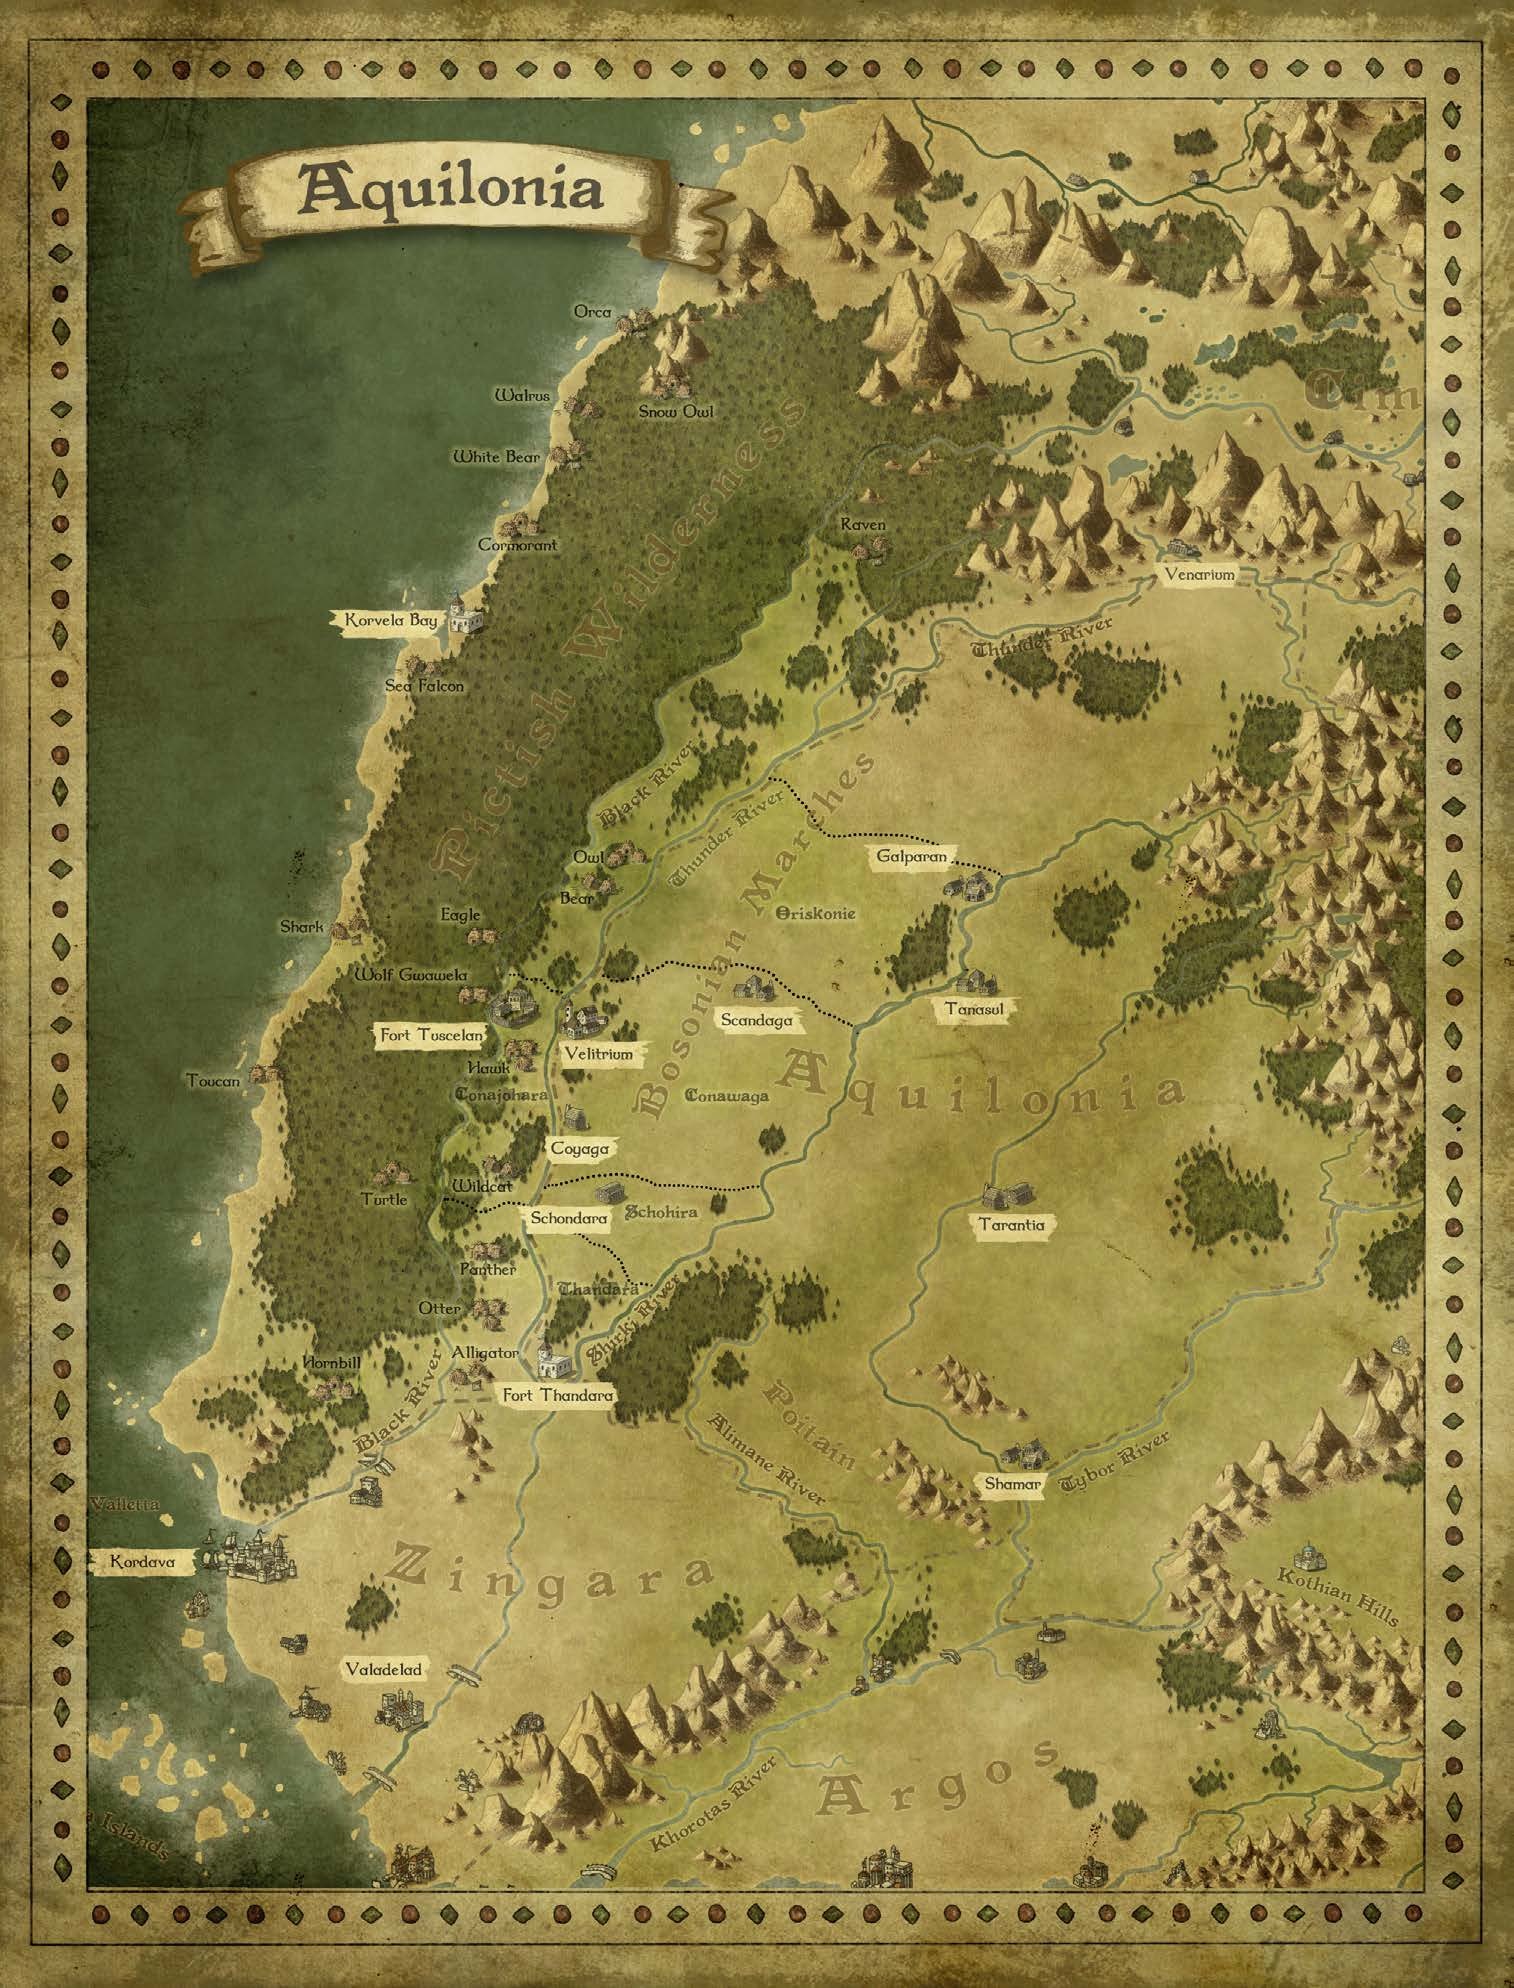 Aquilonia
Orca
Walrus
Snow Owl
Cim
White Bear
Raven
Cormorant
Pictish Wilderness
Venarium
Korvela Bay
Thunder River
Sea Falcon
Black River
Thunder River
Owl
Galparan
Bear
Eagle
Oriskonie
Shark
Bosonian Marches
Wolf Gwawela
Scandaga
Tanasul
Fort Tuscelan
Velitrium
Hawk
Toucan
Conajohara
Conawaga
Aquilonia
Coyaga
Wildcat
Turtle
Schondara
Schohira
Tarantia
Panther
Thandara
Otter
Shirki River
Alligator
Hornbill
Fort Thandara
Black River
Poitain
Alimane River
Shamar
Tybor River
Valletta
Kordava
Zingara
Kothian Hills
Valadelad
Argos
Khorotas River
Islands